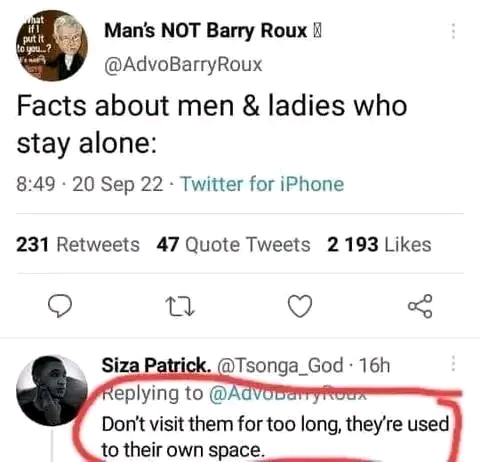 What
if I
put it
to you...?
Man's NOT Barry Roux
@AdvoBarryRoux
Facts about men & ladies who
stay alone:
8:49 · 20 Sep 22 · Twitter for iPhone
231 Retweets 47 Quote Tweets 2 193 Likes
Siza Patrick. @Tsonga_God · 16h
Replying to @AdvoBarryRoux
Don't visit them for too long, they're used
to their own space.